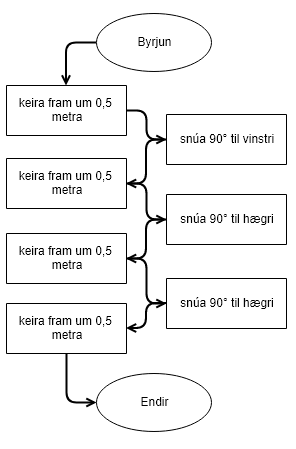 Byrjun
keira fram um 0,5
metra
snúa 90° til vinstri
keira fram um 0,5
metra
snúa 90° til hægri
keira fram um 0,5
metra
snúa 90° til hægri
keira fram um 0,5
metra
Endir